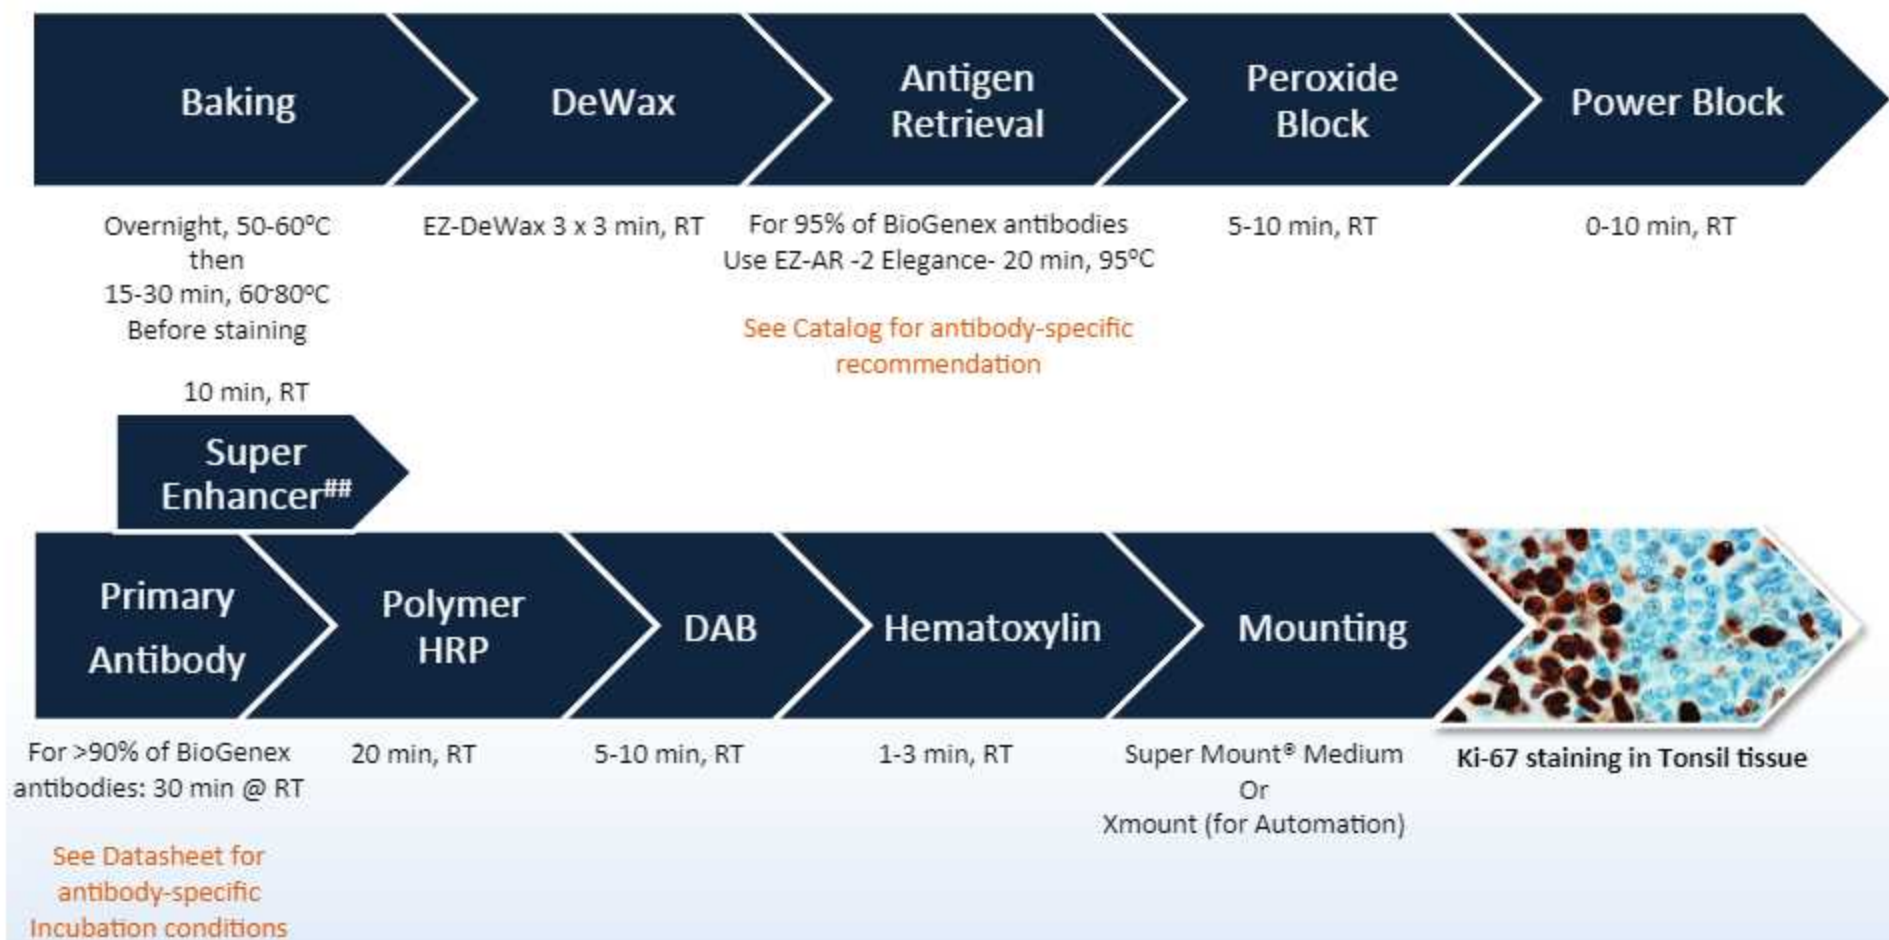 Baking
DeWax
Antigen
Retrieval
Peroxide
Block
Power Block
Overnight, 50-60ºC
then
15-30 min, 60-80ºC
Before staining
EZ-DeWax 3 x 3 min, RT
For 95% of BioGenex antibodies
Use EZ-AR -2 Elegance- 20 min, 95ºC
See Catalog for antibody-specific
recommendation
5-10 min, RT
0-10 min, RT
10 min, RT
Super
Enhancer##
Primary
Antibody
Polymer
HRP
DAB
Hematoxylin
Mounting
For >90% of BioGenex
antibodies: 30 min @ RT
See Datasheet for
antibody-specific
Incubation conditions
20 min, RT
5-10 min, RT
1-3 min, RT
Super Mount® Medium
Or
Xmount (for Automation)
Ki-67 staining in Tonsil tissue